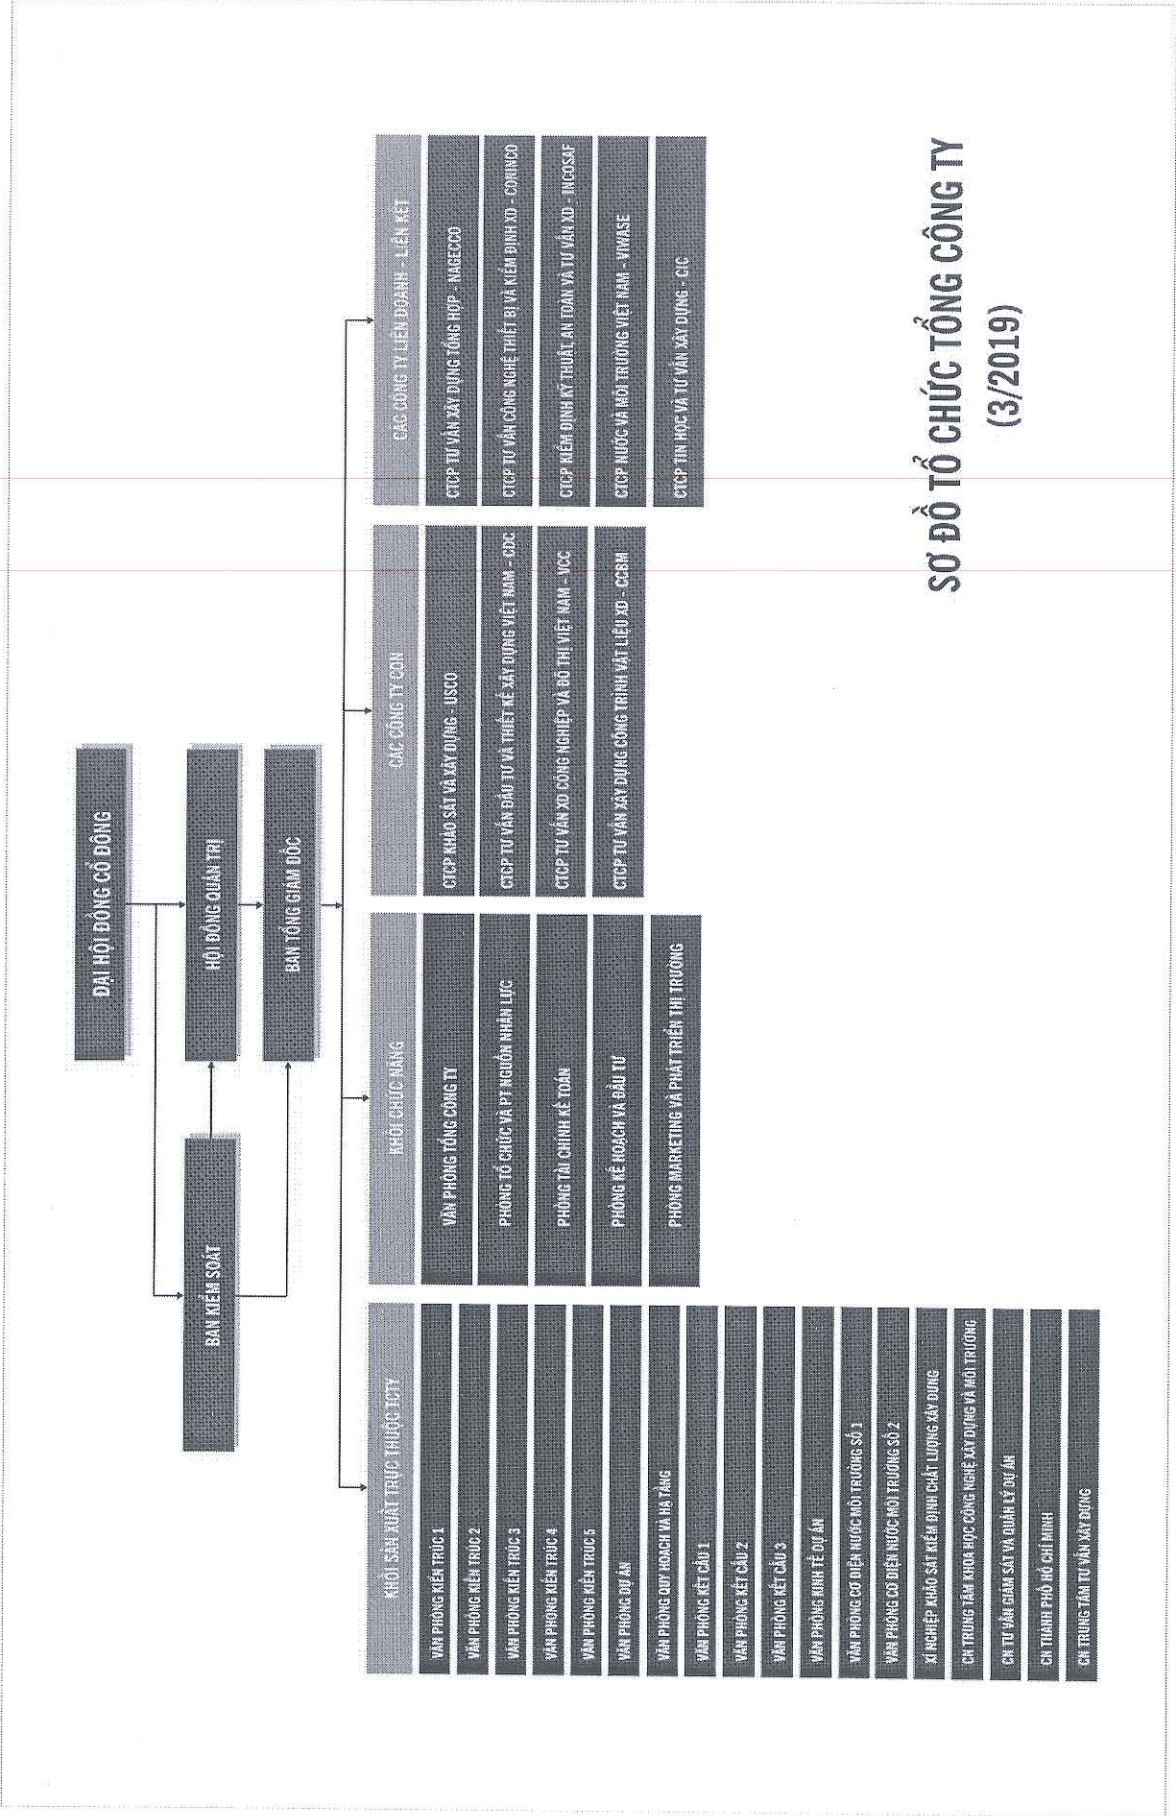 ĐẠI HỘI ĐỒNG CỔ ĐÔNG
BAN KIỂM SOÁT
HỘI ĐỒNG QUẢN TRỊ
BAN TỔNG GIÁM ĐỐC
KHỐI SẢN XUẤT TRỰC THUỘC TCTY
VĂN PHÒNG KIẾN TRÚC 1
VĂN PHÒNG KIẾN TRÚC 2
VĂN PHÒNG KIẾN TRÚC 3
VĂN PHÒNG KIẾN TRÚC 4
VĂN PHÒNG KIẾN TRÚC 5
VĂN PHÒNG DỰ ÁN
VĂN PHÒNG QUY HOẠCH VÀ HẠ TẦNG
VĂN PHÒNG KẾT CẤU 1
VĂN PHÒNG KẾT CẤU 2
VĂN PHÒNG KẾT CẤU 3
VĂN PHÒNG KINH TẾ DỰ ÁN
VĂN PHÒNG CƠ ĐIỆN NƯỚC MÔI TRƯỜNG SỐ 1
VĂN PHÒNG CƠ ĐIỆN NƯỚC MÔI TRƯỜNG SỐ 2
XÍ NGHIỆP KHẢO SÁT KIỂM ĐỊNH CHẤT LƯỢNG XÂY DỰNG
CN TRUNG TÂM KHOA HỌC CÔNG NGHỆ XÂY DỰNG VÀ MÔI TRƯỜNG
CN TƯ VẤN GIÁM SÁT VÀ QUẢN LÝ DỰ ÁN
CN THÀNH PHỐ HỒ CHÍ MINH
CN TRUNG TÂM TƯ VẤN XÂY DỰNG
KHỐI CHỨC NĂNG
VĂN PHÒNG TỔNG CÔNG TY
PHÒNG TỔ CHỨC VÀ PT NGUỒN NHÂN LỰC
PHÒNG TÀI CHÍNH KẾ TOÁN
PHÒNG KẾ HOẠCH VÀ ĐẦU TƯ
PHÒNG MARKETING VÀ PHÁT TRIỂN THỊ TRƯỜNG
CÁC CÔNG TY CON
CTCP KHẢO SÁT VÀ XÂY DỰNG - USCO
CTCP TƯ VẤN ĐẦU TƯ VÀ THIẾT KẾ XÂY DỰNG VIỆT NAM - CDC
CTCP TƯ VẤN XD CÔNG NGHIỆP VÀ ĐÔ THỊ VIỆT NAM - VCC
CTCP TƯ VẤN XÂY DỰNG CÔNG TRÌNH VẬT LIỆU XD - CCBM
CÁC CÔNG TY LIÊN DOANH - LIÊN KẾT
CTCP TƯ VẤN XÂY DỰNG TỔNG HỢP - NAGECCO
CTCP TƯ VẤN CÔNG NGHỆ THIẾT BỊ VÀ KIỂM ĐỊNH XD - CONINCO
CTCP KIỂM ĐỊNH KỸ THUẬT, AN TOÀN VÀ TƯ VẤN XD - INCOSAF
CTCP NƯỚC VÀ MÔI TRƯỜNG VIỆT NAM - VIWASE
CTCP TIN HỌC VÀ TƯ VẤN XÂY DỰNG - CIC
SƠ ĐỒ TỔ CHỨC TỔNG CÔNG TY
(3/2019)